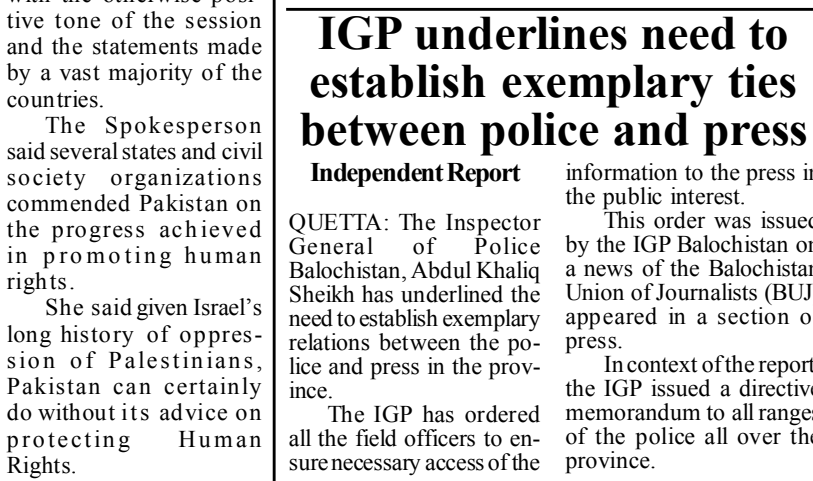 with the otherwise posi-
tive tone of the session
and the statements made
by a vast majority of the
countries.
The Spokesperson
said several states and civil
society organizations
commended Pakistan on
the progress achieved
in promoting human
rights.
She said given Israel's
long history of oppres-
sion of Palestinians,
Pakistan can certainly
do without its advice on
protecting Human
Rights.
IGP underlines need to
establish exemplary ties
between police and press
Independent Report
QUETTA: The Inspector
General of Police
Balochistan, Abdul Khaliq
Sheikh has underlined the
need to establish exemplary
relations between the po-
lice and press in the prov-
ince.
The IGP has ordered
all the field officers to en-
sure necessary access of the
information to the press in
the public interest.
This order was issued
by the IGP Balochistan on
a news of the Balochistan
Union of Journalists (BUJ)
appeared in a section of
press.
In context of the report,
the IGP issued a directive
memorandum to all ranges
of the police all over the
province.